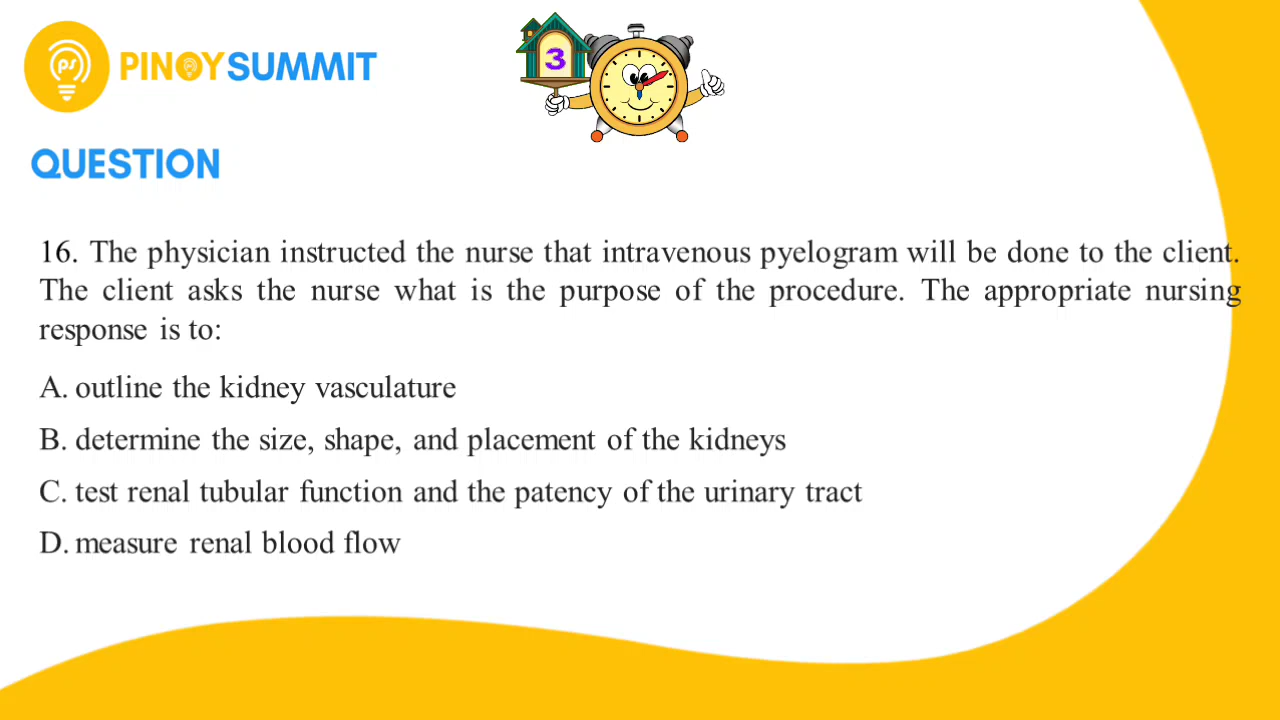 PINOYSUMMIT
3
QUESTION
16. The physician instructed the nurse that intravenous pyelogram will be done to the client.
The client asks the nurse what is the purpose of the procedure. The appropriate nursing
response is to:
A. outline the kidney vasculature
B. determine the size, shape, and placement of the kidneys
C. test renal tubular function and the patency of the urinary tract
D. measure renal blood flow